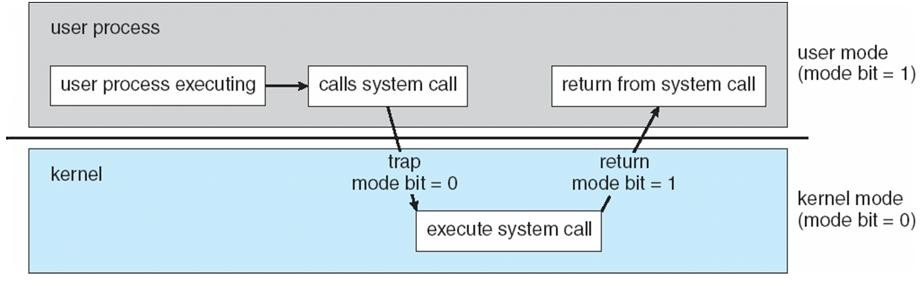 user process
user process executing
calls system call
return from system call
user mode
(mode bit = 1)
kernel
trap
mode bit = 0
return
mode bit = 1
execute system call
kernel mode
(mode bit = 0)